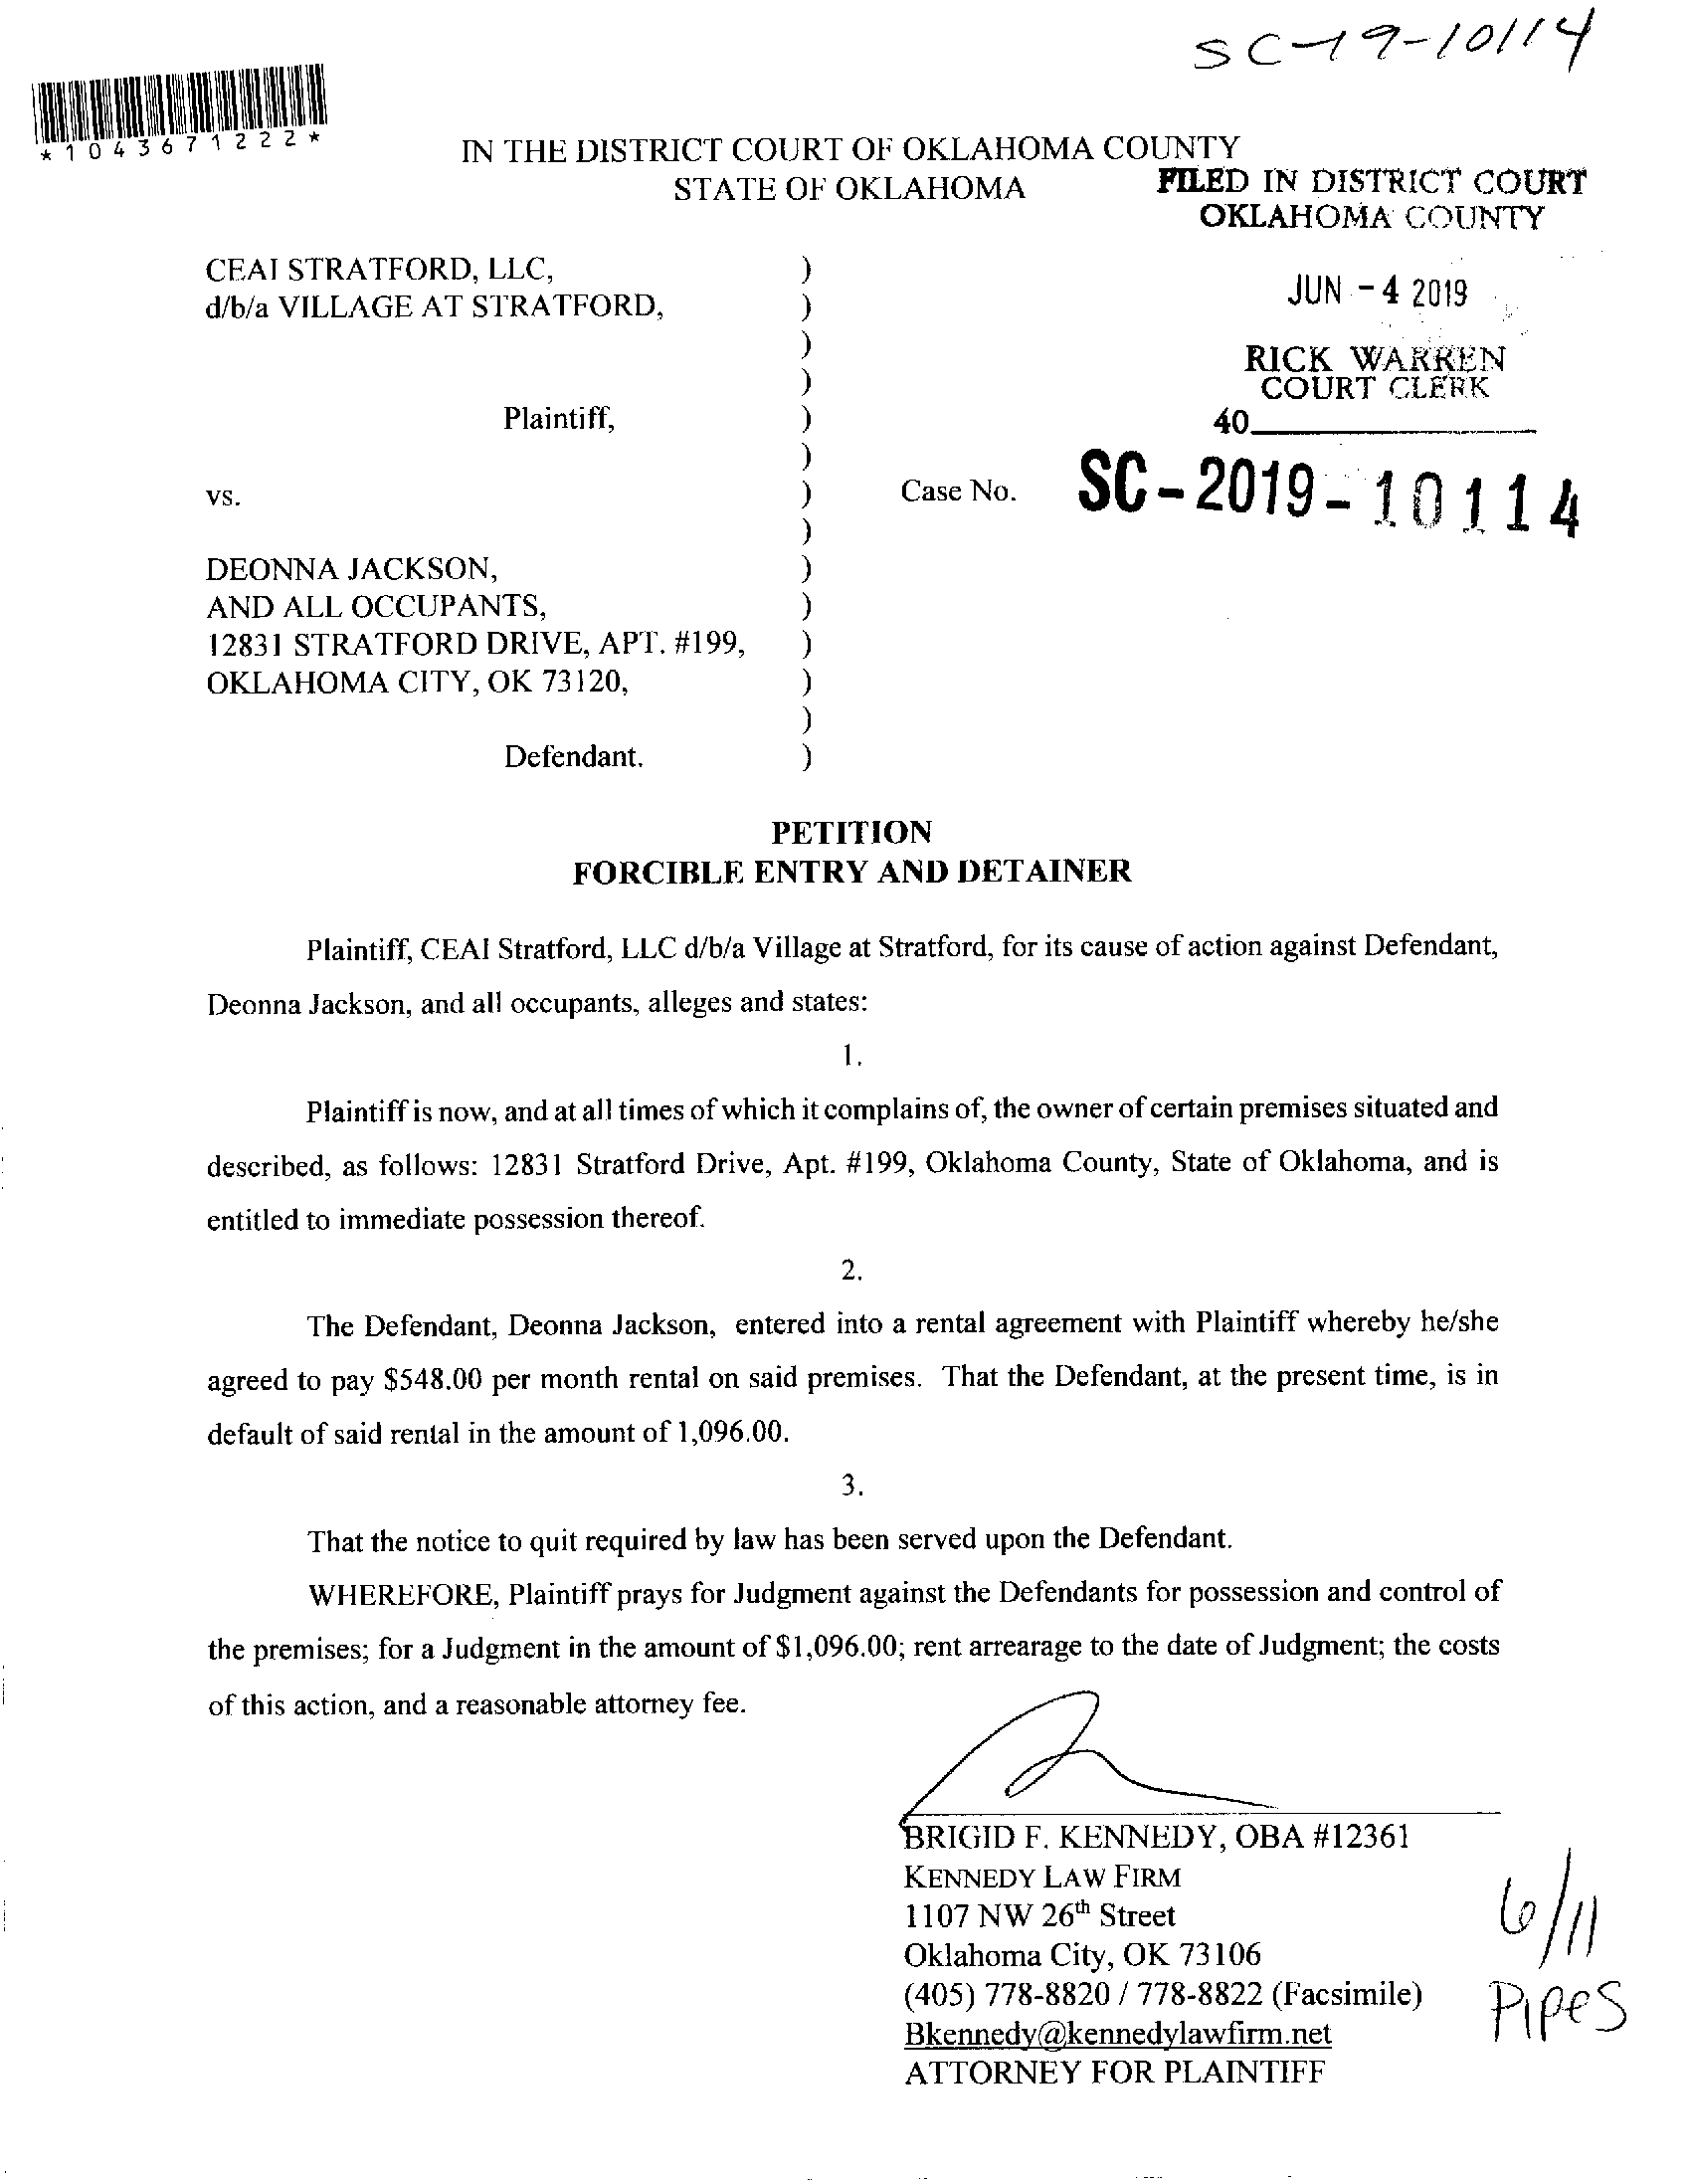 SC-19-10114
*1043671222*
IN THE DISTRICT COURT OF OKLAHOMA COUNTY
STATE OF OKLAHOMA
FILED IN DISTRICT COURT
OKLAHOMA COUNTY
JUN - 4 2019
RICK WARREN
COURT CLERK
40
CEAI STRATFORD, LLC, )
d/b/a VILLAGE AT STRATFORD, )
)
)
Plaintiff, )
)
vs. ) Case No. SC-2019-10114
)
DEONNA JACKSON, )
AND ALL OCCUPANTS, )
12831 STRATFORD DRIVE, APT. #199, )
OKLAHOMA CITY, OK 73120, )
)
Defendant. )
PETITION
FORCIBLE ENTRY AND DETAINER
Plaintiff, CEAI Stratford, LLC d/b/a Village at Stratford, for its cause of action against Defendant,
Deonna Jackson, and all occupants, alleges and states:
1.
Plaintiff is now, and at all times of which it complains of, the owner of certain premises situated and
described, as follows: 12831 Stratford Drive, Apt. #199, Oklahoma County, State of Oklahoma, and is
entitled to immediate possession thereof.
2.
The Defendant, Deonna Jackson, entered into a rental agreement with Plaintiff whereby he/she
agreed to pay $548.00 per month rental on said premises. That the Defendant, at the present time, is in
default of said rental in the amount of 1,096.00.
3.
That the notice to quit required by law has been served upon the Defendant.
WHEREFORE, Plaintiff prays for Judgment against the Defendants for possession and control of
the premises; for a Judgment in the amount of $1,096.00; rent arrearage to the date of Judgment; the costs
of this action, and a reasonable attorney fee.
BRIGID F. KENNEDY, OBA #12361
KENNEDY LAW FIRM
1107 NW 26th Street
Oklahoma City, OK 73106
(405) 778-8820 / 778-8822 (Facsimile)
Bkennedy@kennedylawfirm.net
ATTORNEY FOR PLAINTIFF
6/11
Pipes